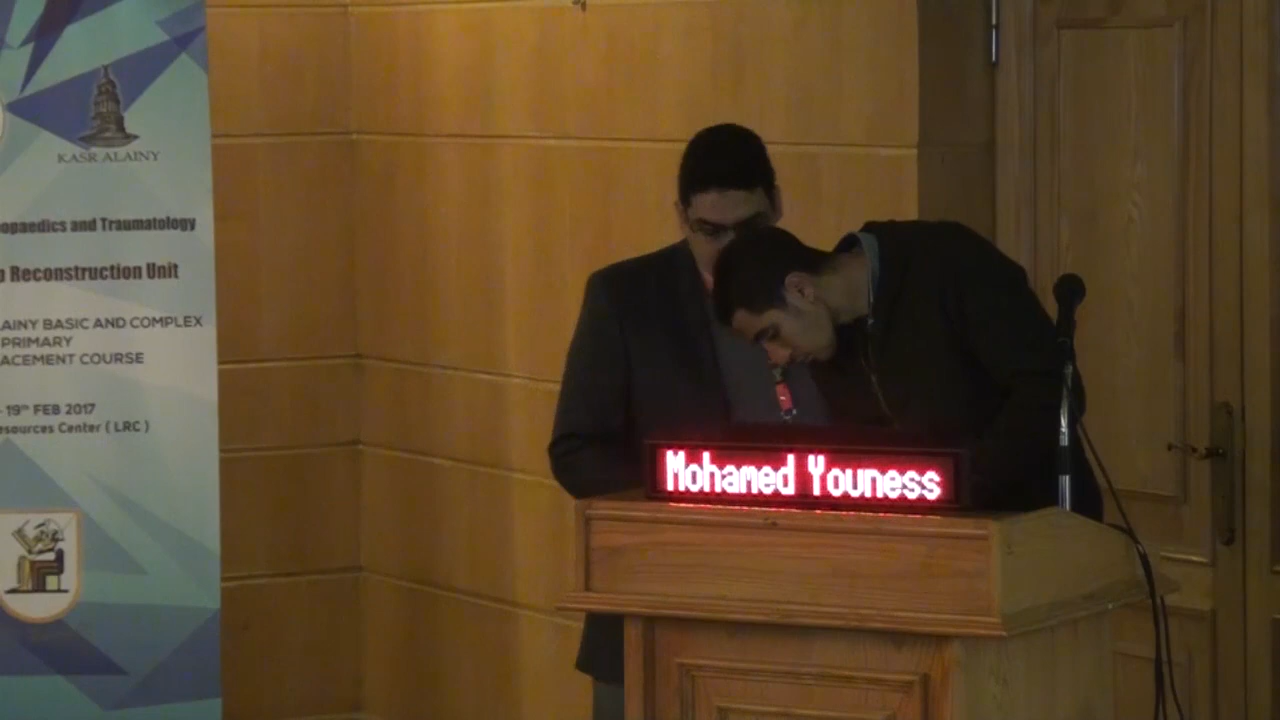 KASR ALAINY
opaedics and Traumatology
Reconstruction Unit
AINY BASIC AND COMPLEX
PRIMARY
ACEMENT COURSE
- 19th FEB 2017
esources Center ( LRC )
Mohamed Youness